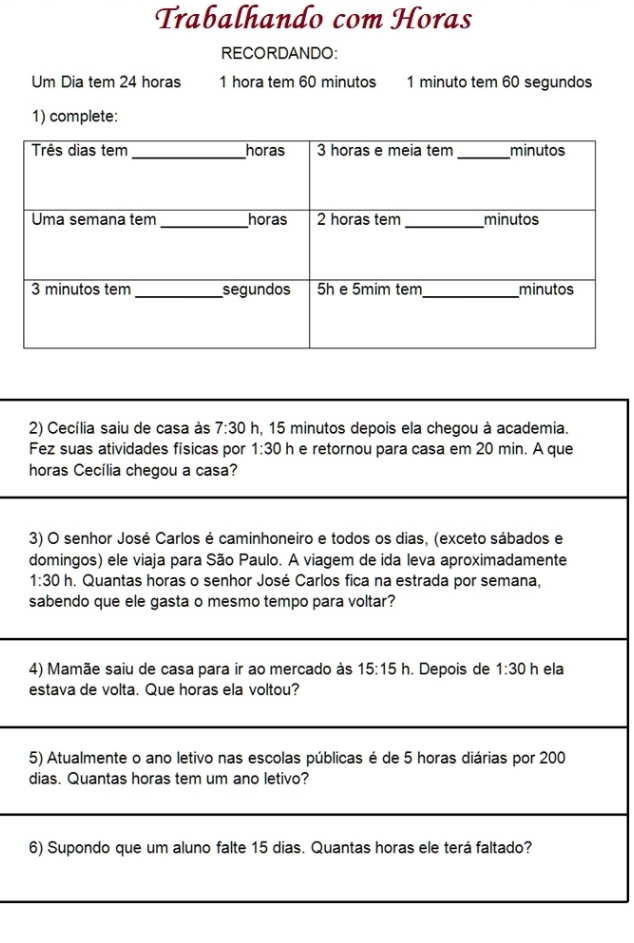 Trabalhando com Horas
RECORDANDO:
Um Dia tem 24 horas 1 hora tem 60 minutos 1 minuto tem 60 segundos
1) complete:
Três dias tem ____________horas 3 horas e meia tem ______minutos
Uma semana tem __________horas 2 horas tem _________minutos
3 minutos tem __________segundos 5h e 5mim tem___________minutos
2) Cecília saiu de casa às 7:30 h, 15 minutos depois ela chegou à academia.
Fez suas atividades físicas por 1:30 h e retornou para casa em 20 min. A que
horas Cecília chegou a casa?
3) O senhor José Carlos é caminhoneiro e todos os dias, (exceto sábados e
domingos) ele viaja para São Paulo. A viagem de ida leva aproximadamente
1:30 h. Quantas horas o senhor José Carlos fica na estrada por semana,
sabendo que ele gasta o mesmo tempo para voltar?
4) Mamãe saiu de casa para ir ao mercado às 15:15 h. Depois de 1:30 h ela
estava de volta. Que horas ela voltou?
5) Atualmente o ano letivo nas escolas públicas é de 5 horas diárias por 200
dias. Quantas horas tem um ano letivo?
6) Supondo que um aluno falte 15 dias. Quantas horas ele terá faltado?